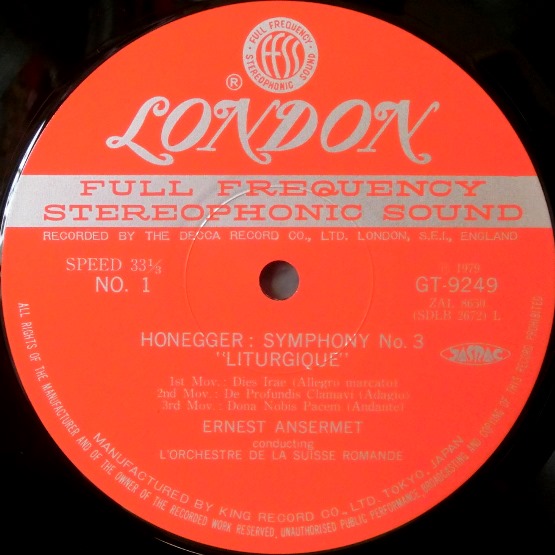 FULL FREQUENCY
STEREOPHONIC SOUND
FFSS
®
LONDON
FULL FREQUENCY
STEREOPHONIC SOUND
RECORDED BY THE DECCA RECORD CO., LTD. LONDON, S.E.I., ENGLAND
SPEED 33⅓
NO. 1
℗ 1979
GT-9249
ZAL 8630
(SDLB 2672) L
HONEGGER : SYMPHONY No. 3
"LITURGIQUE"
JASRAC
1st Mov. : Dies Irae (Allegro marcato)
2nd Mov. : De Profundis Clamavi (Adagio)
3rd Mov. : Dona Nobis Pacem (Andante)
ERNEST ANSERMET
conducting
L'ORCHESTRE DE LA SUISSE ROMANDE
MANUFACTURED BY KING RECORD CO., LTD. TOKYO, JAPAN
ALL RIGHTS OF THE MANUFACTURER AND OF THE OWNER OF THE RECORDED WORK RESERVED, UNAUTHORISED PUBLIC PERFORMANCE, BROADCASTING AND COPYING OF THIS RECORD PROHIBITED